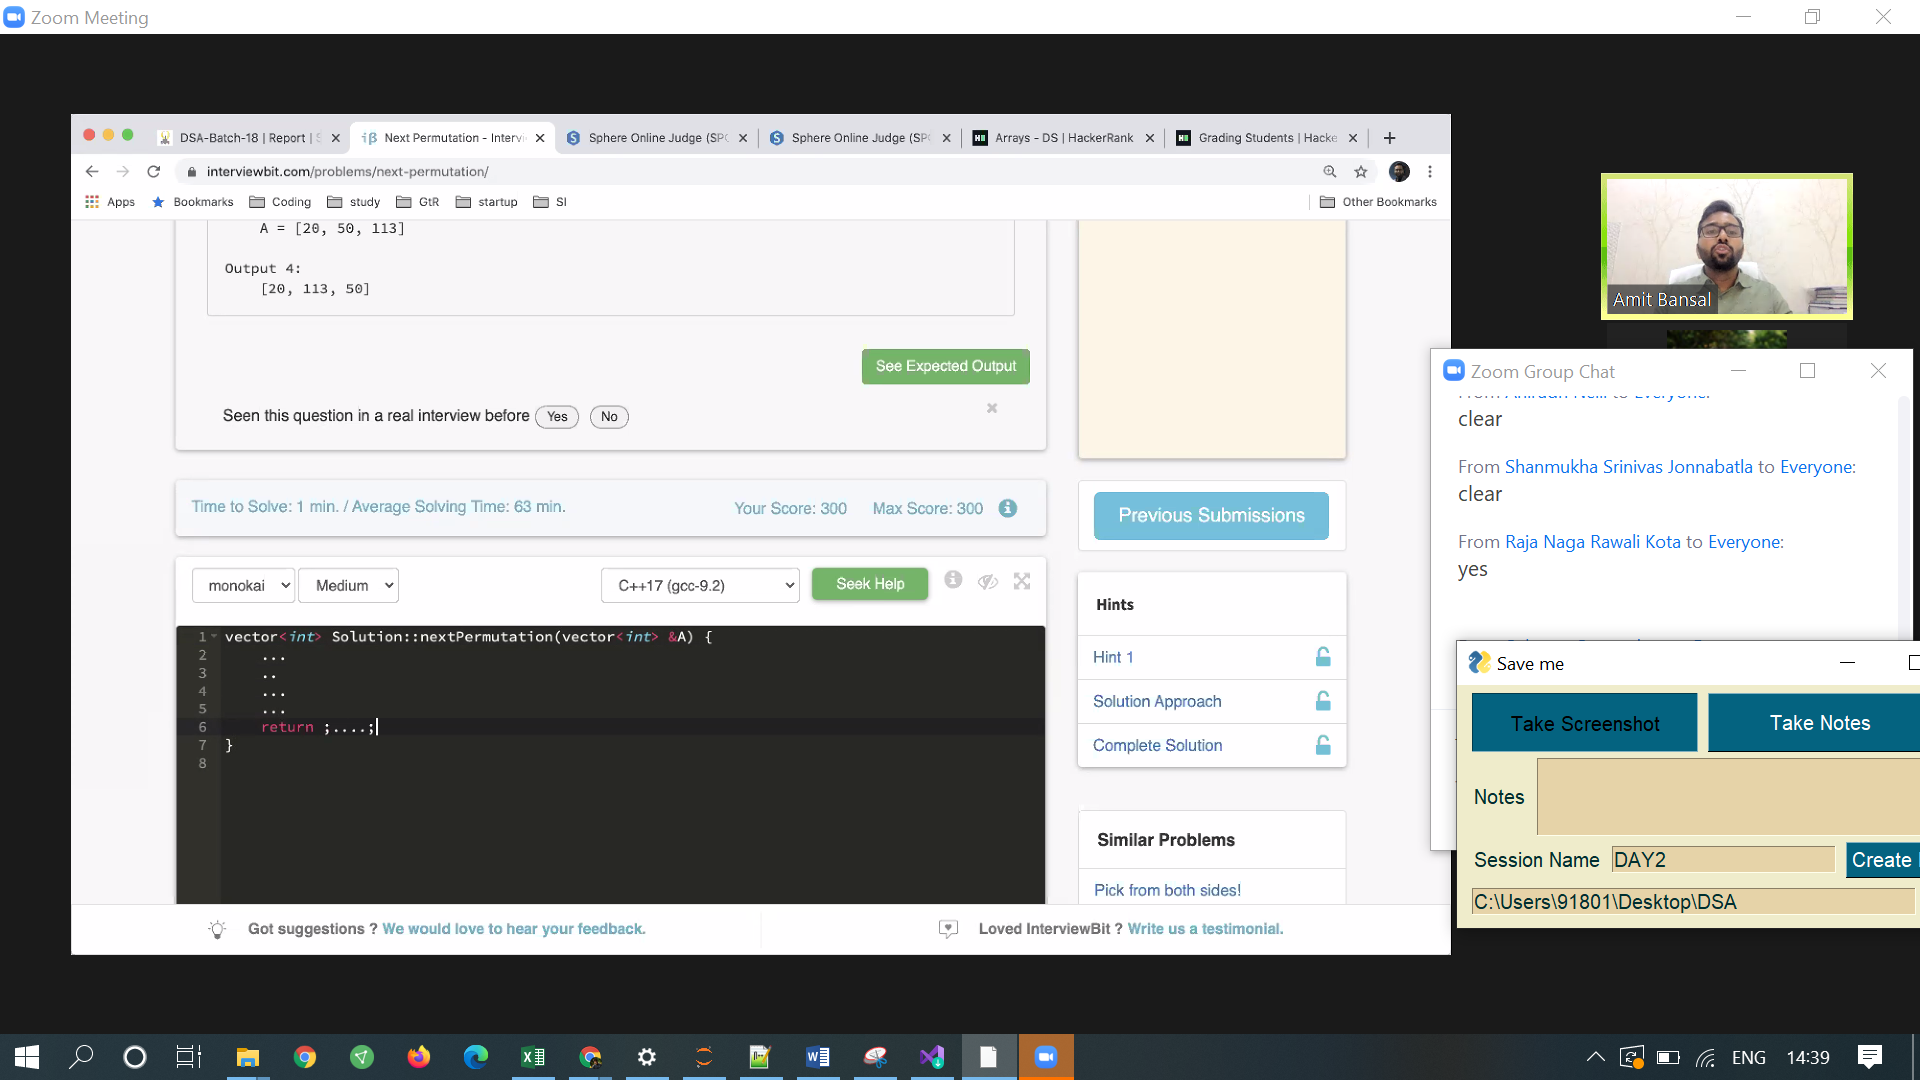 Zoom Meeting
DSA-Batch-18 | Report | S
Next Permutation - Intervi
Sphere Online Judge (SPO
Sphere Online Judge (SPO
Arrays - DS | HackerRank
Grading Students | Hacke
interviewbit.com/problems/next-permutation/
Apps
Bookmarks
Coding
study
GtR
startup
SI
Other Bookmarks
A = [20, 50, 113]
Output 4:
[20, 113, 50]
See Expected Output
Seen this question in a real interview before
Yes
No
Time to Solve: 1 min. / Average Solving Time: 63 min.
Your Score: 300
Max Score: 300
Previous Submissions
monokai
Medium
C++17 (gcc-9.2)
Seek Help
1 vector<int> Solution::nextPermutation(vector<int> &A) {
2 ...
3 ..
4 ...
5 ...
6 return ;....;
7 }
8
Hints
Hint 1
Solution Approach
Complete Solution
Similar Problems
Pick from both sides!
Got suggestions ? We would love to hear your feedback.
Loved InterviewBit ? Write us a testimonial.
Amit Bansal
Zoom Group Chat
clear
From Shanmukha Srinivas Jonnabatla to Everyone:
clear
From Raja Naga Rawali Kota to Everyone:
yes
Save me
Take Screenshot
Take Notes
Notes
Session Name
DAY2
Create
C:\Users\91801\Desktop\DSA
ENG
14:39